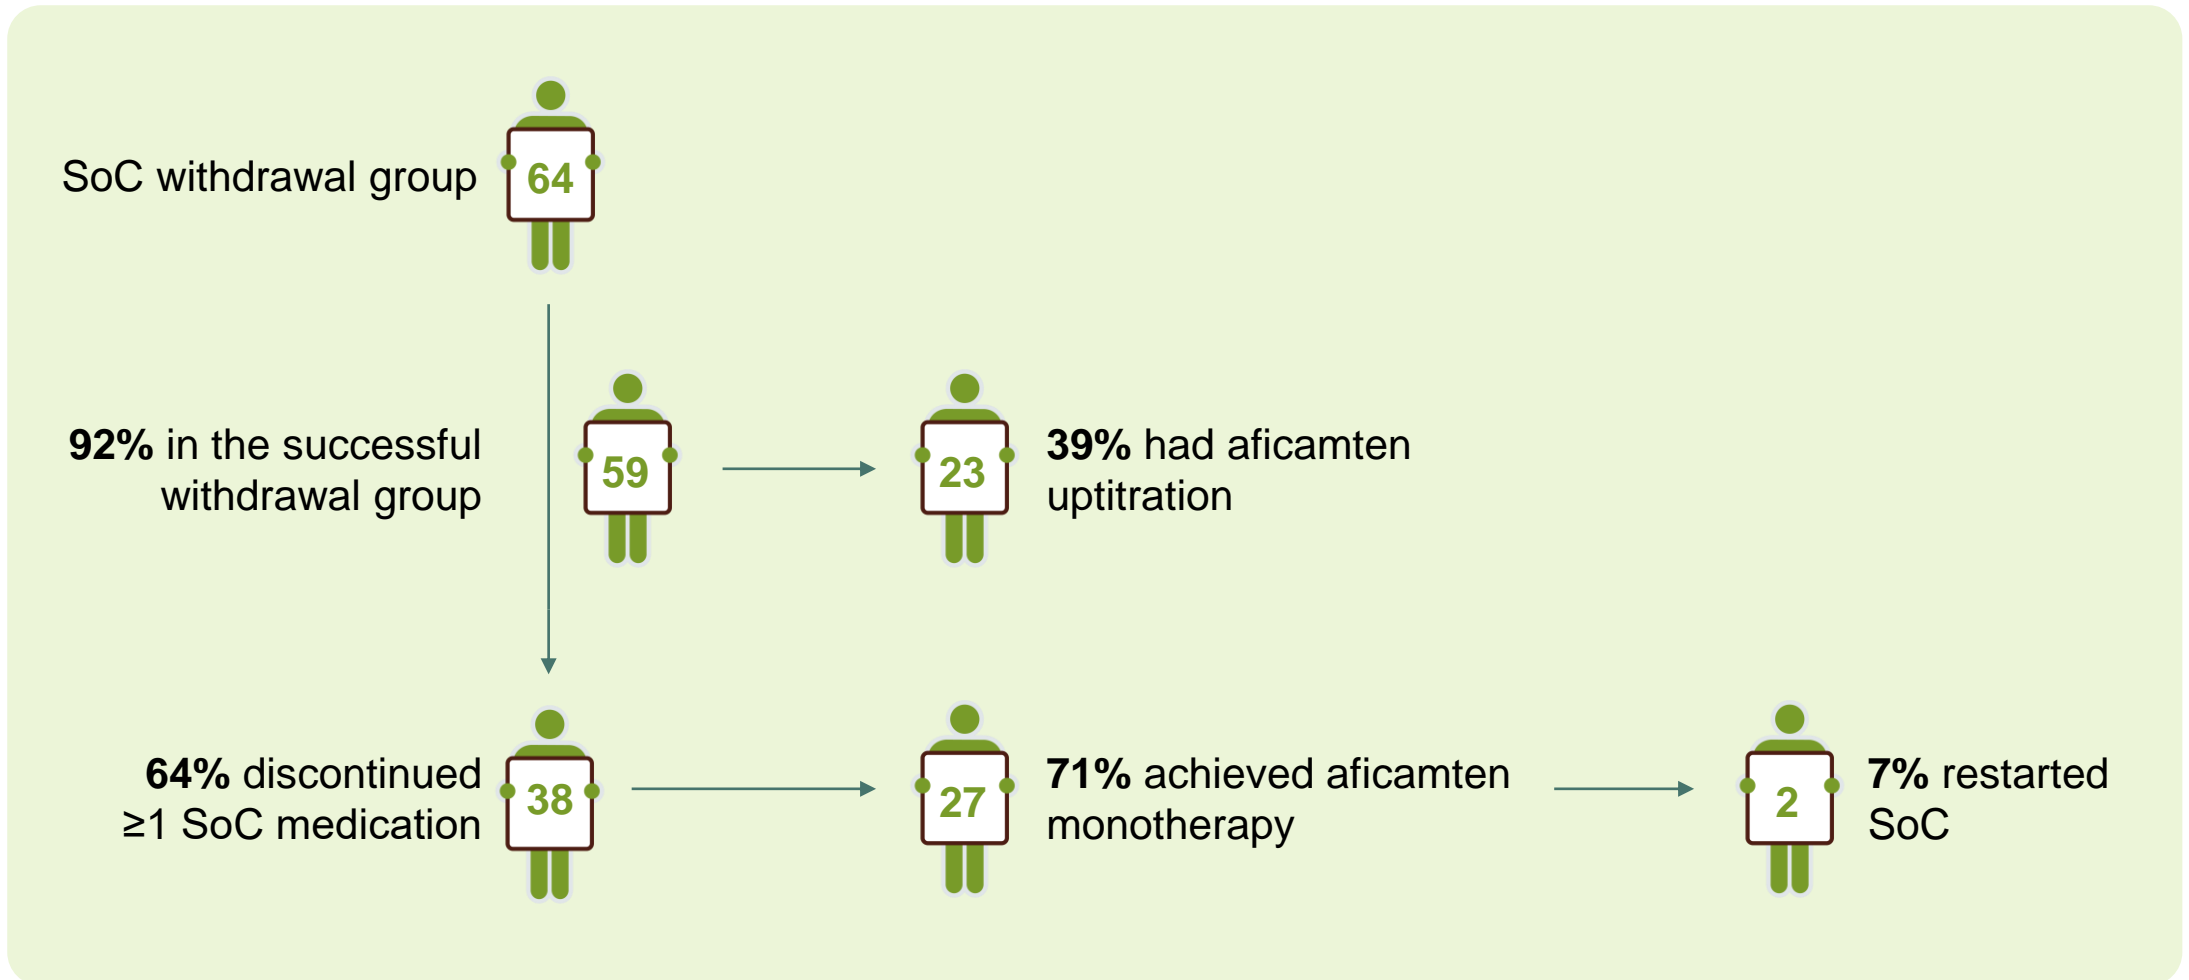 SoC withdrawal group
64
92% in the successful
withdrawal group
59
23
39% had aficamten
uptitration
64% discontinued
≥1 SoC medication
38
27
71% achieved aficamten
monotherapy
2
7% restarted
SoC